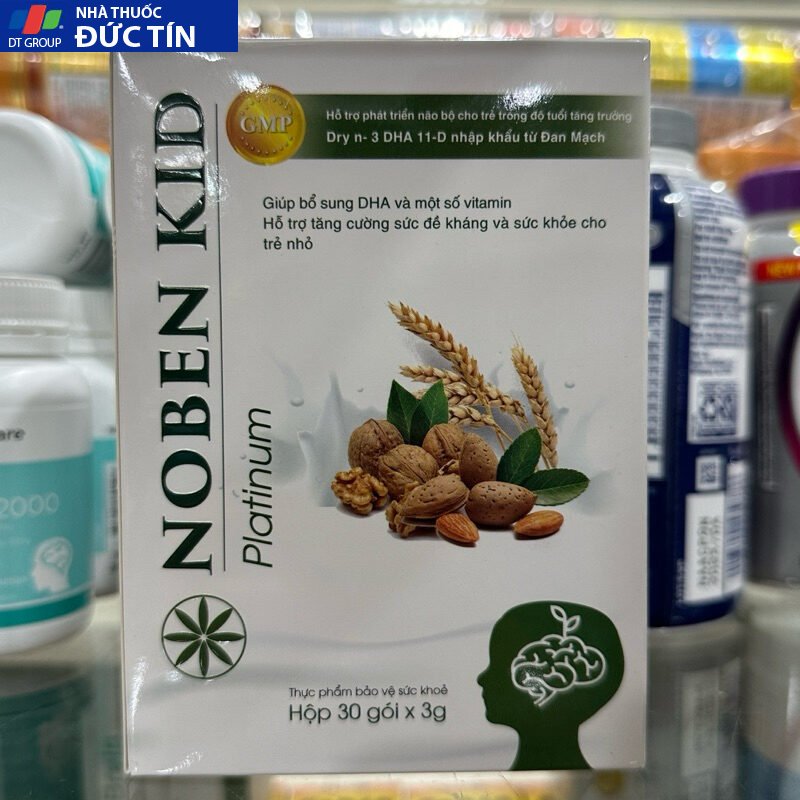 NHÀ THUỐC
DT GROUP
ĐỨC TÍN
NOBEN KID
Platinum
GMP
Hỗ trợ phát triển não bộ cho trẻ trong độ tuổi tăng trưởng
Dry n- 3 DHA 11-D nhập khẩu từ Đan Mạch
Giúp bổ sung DHA và một số vitamin
Hỗ trợ tăng cường sức đề kháng và sức khỏe cho
trẻ nhỏ
Thực phẩm bảo vệ sức khoẻ
Hộp 30 gói x 3g
are
2000
NEW